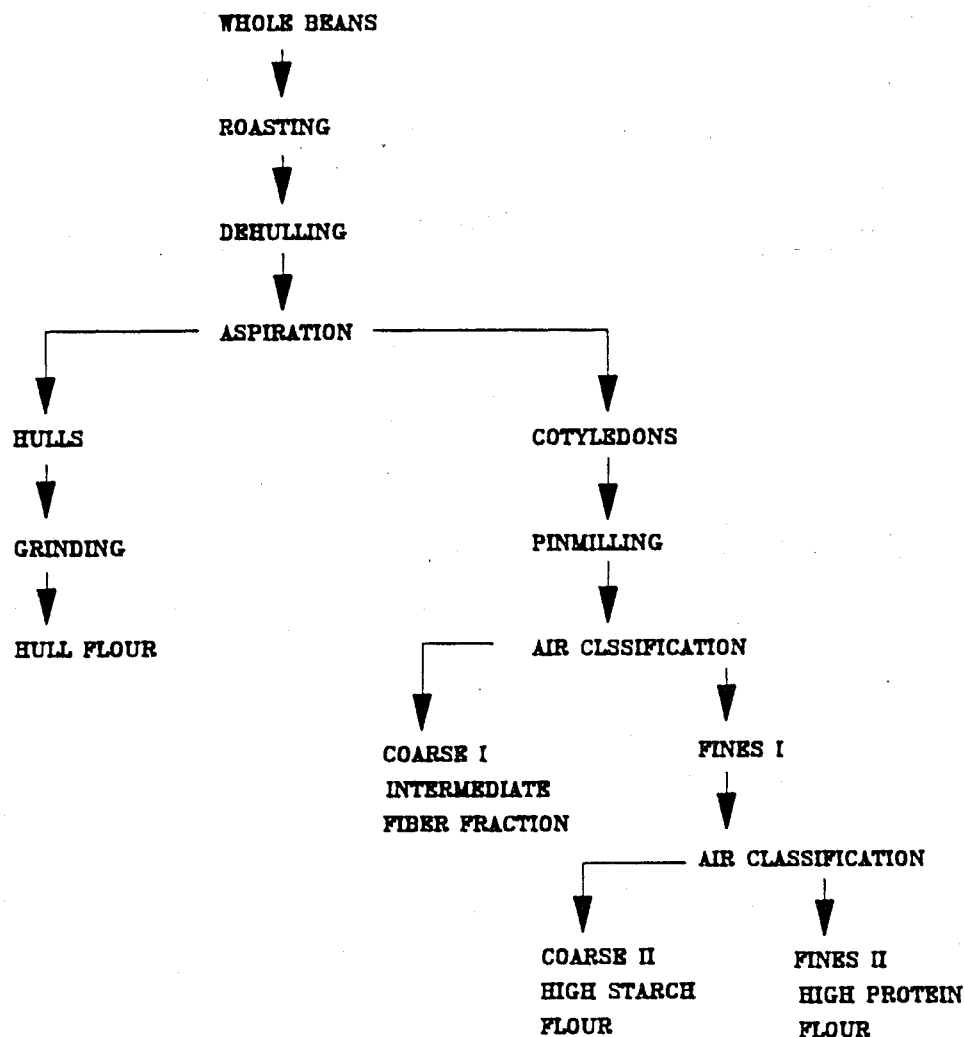 WHOLE BEANS
ROASTING
DEHULLING
ASPIRATION
HULLS
COTYLEDONS
GRINDING
PINMILLING
HULL FLOUR
AIR CLSSIFICATION
COARSE I
INTERMEDIATE
FIBER FRACTION
FINES I
AIR CLASSIFICATION
COARSE II
HIGH STARCH
FLOUR
FINES II
HIGH PROTEIN
FLOUR